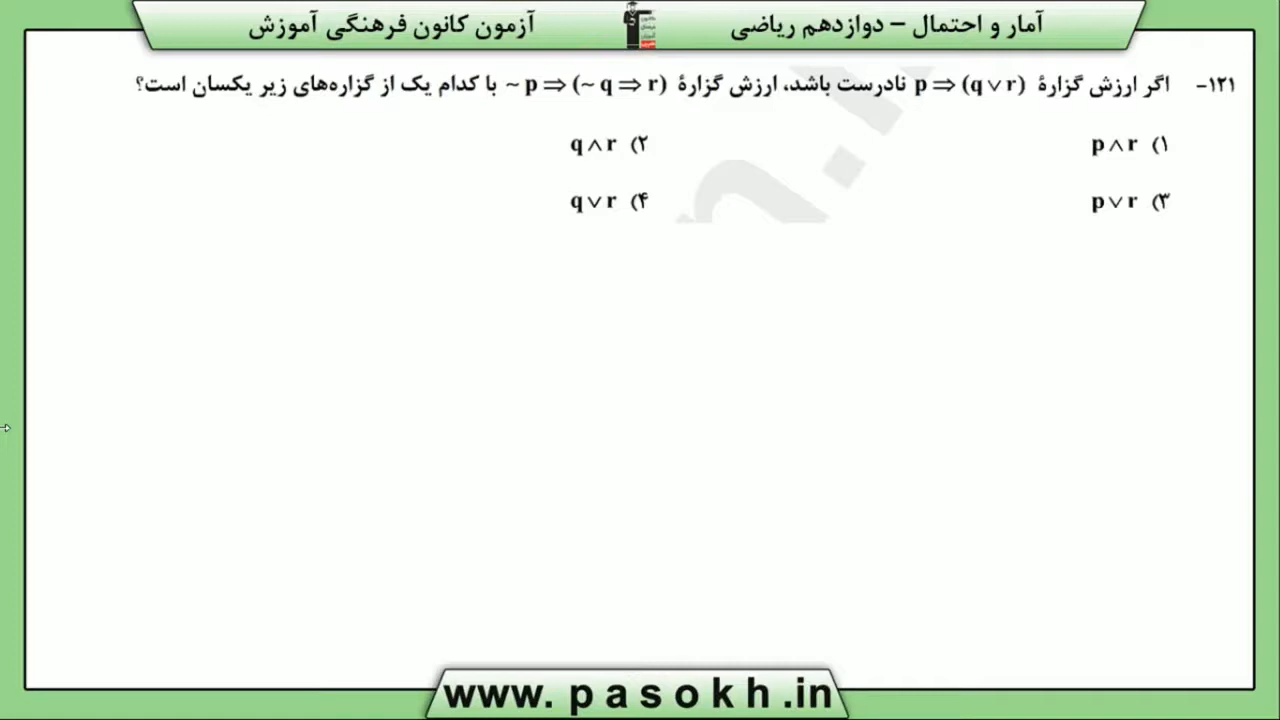 آمار و احتمال – دوازدهم ریاضی
آزمون کانون فرهنگی آموزش
۱۲۱- اگر ارزش گزارهٔ p ⇒ (q ∨ r) نادرست باشد، ارزش گزارهٔ ~ p ⇒ (~ q ⇒ r) با کدام یک از گزاره‌های زیر یکسان است؟
۱) p ∧ r
۲) q ∧ r
۳) p ∨ r
۴) q ∨ r
www. p a s o k h .in